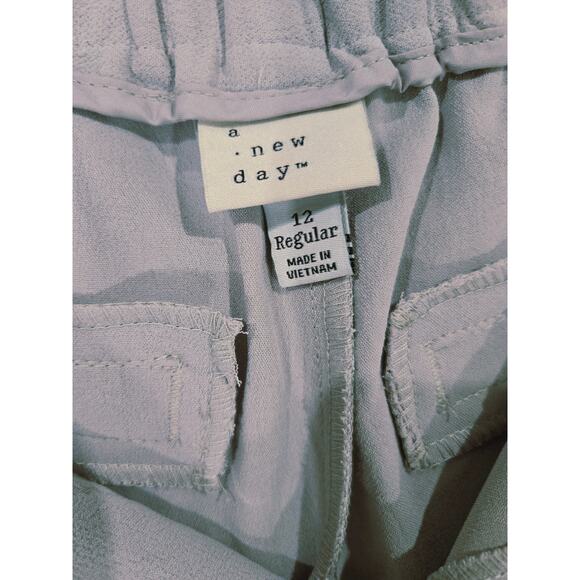 a
. new
day™
12
Regular
MADE IN
VIETNAM